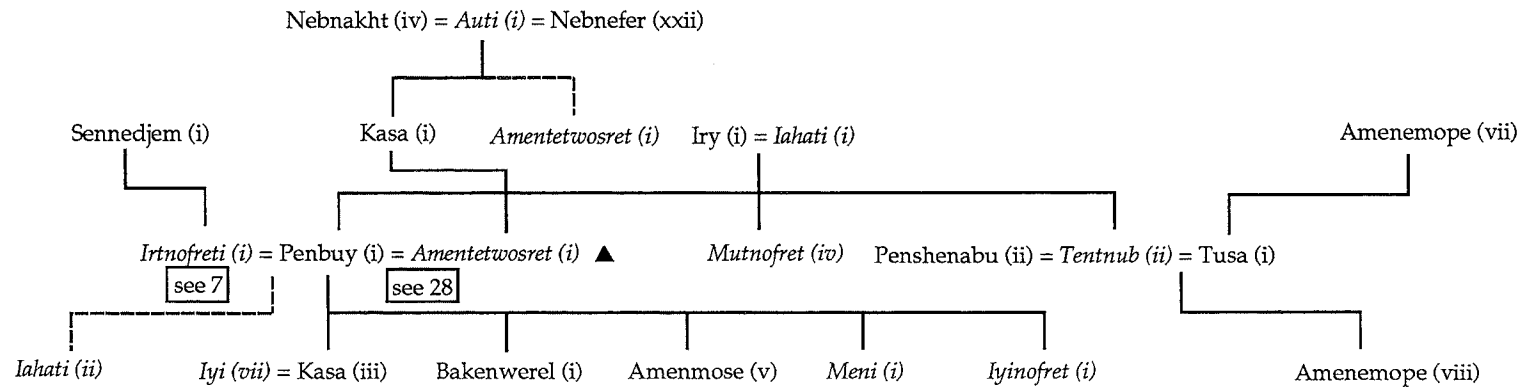 Nebnakht (iv) = Auti (i) = Nebnefer (xxii)
Sennedjem (i) Kasa (i) Amentetwosret (i) Iry (i) = Iahati (i) Amenemope (vii)
Irtnofreti (i) = Penbuy (i) = Amentetwosret (i) ▲ Mutnofret (iv) Penshenabu (ii) = Tentnub (ii) = Tusa (i)
see 7 see 28
Iahati (ii) Iyi (vii) = Kasa (iii) Bakenwerel (i) Amenmose (v) Meni (i) Iyinofret (i) Amenemope (viii)